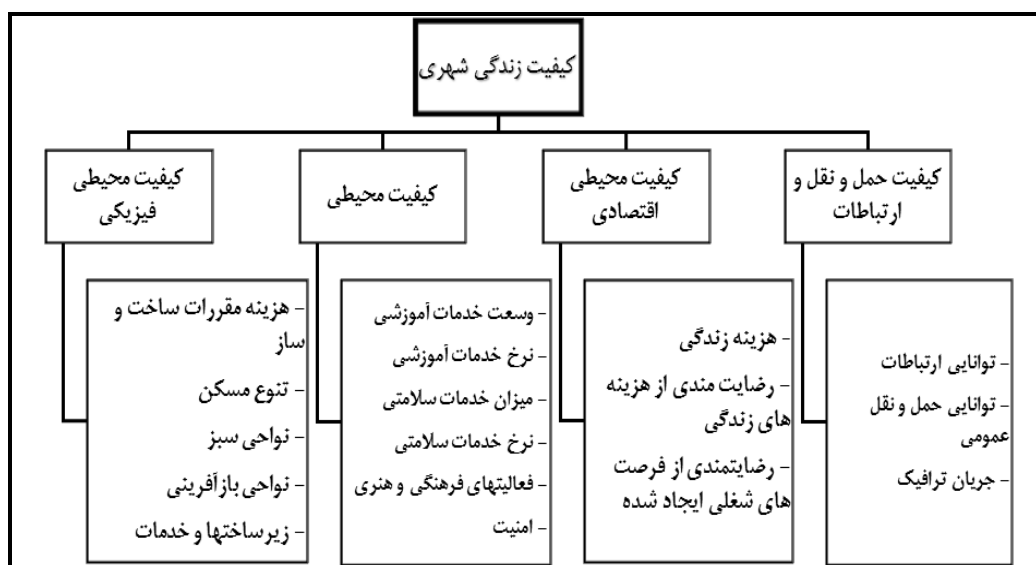 کیفیت زندگی شهری
کیفیت حمل و نقل و
ارتباطات
کیفیت محیطی
اقتصادی
کیفیت محیطی
کیفیت محیطی
فیزیکی
- توانایی ارتباطات
- توانایی حمل و نقل
عمومی
- جریان ترافیک
- هزینه زندگی
- رضایت مندی از هزینه
های زندگی
- رضایتمندی از فرصت
های شغلی ایجاد شده
- وسعت خدمات آموزشی
- نرخ خدمات آموزشی
- میزان خدمات سلامتی
- نرخ خدمات سلامتی
- فعالیتهای فرهنگی و هنری
- امنیت
- هزینه مقررات ساخت و
ساز
- تنوع مسکن
- نواحی سبز
- نواحی بازآفرینی
- زیرساختها و خدمات